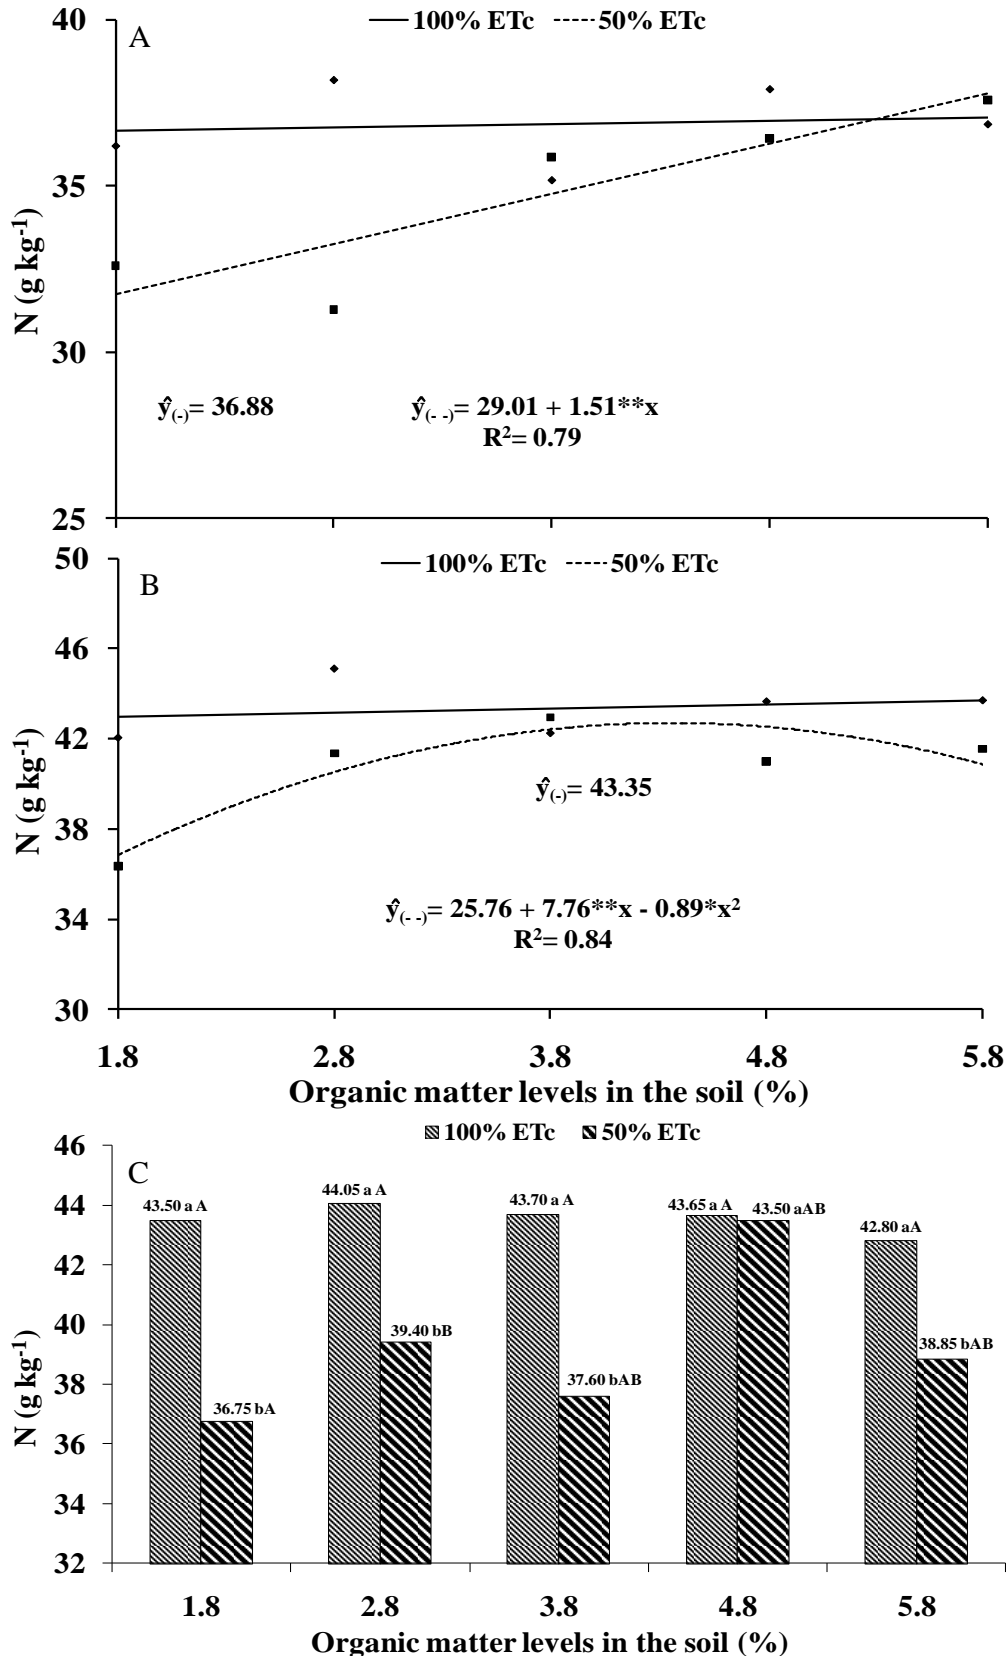 A
100% ETc 50% ETc
40
35
30
25
N (g kg⁻¹)
ŷ₍₋₎= 36.88
ŷ₍₋ ₋₎= 29.01 + 1.51**x
R²= 0.79
B
100% ETc 50% ETc
50
46
42
38
34
30
N (g kg⁻¹)
ŷ₍₋₎= 43.35
ŷ₍₋ ₋₎= 25.76 + 7.76**x - 0.89*x²
R²= 0.84
1.8 2.8 3.8 4.8 5.8
Organic matter levels in the soil (%)
100% ETc 50% ETc
C
46
44
42
40
38
36
34
32
N (g kg⁻¹)
43.50 a A
36.75 bA
44.05 a A
39.40 bB
43.70 a A
37.60 bAB
43.65 a A
43.50 aAB
42.80 aA
38.85 bAB
1.8 2.8 3.8 4.8 5.8
Organic matter levels in the soil (%)